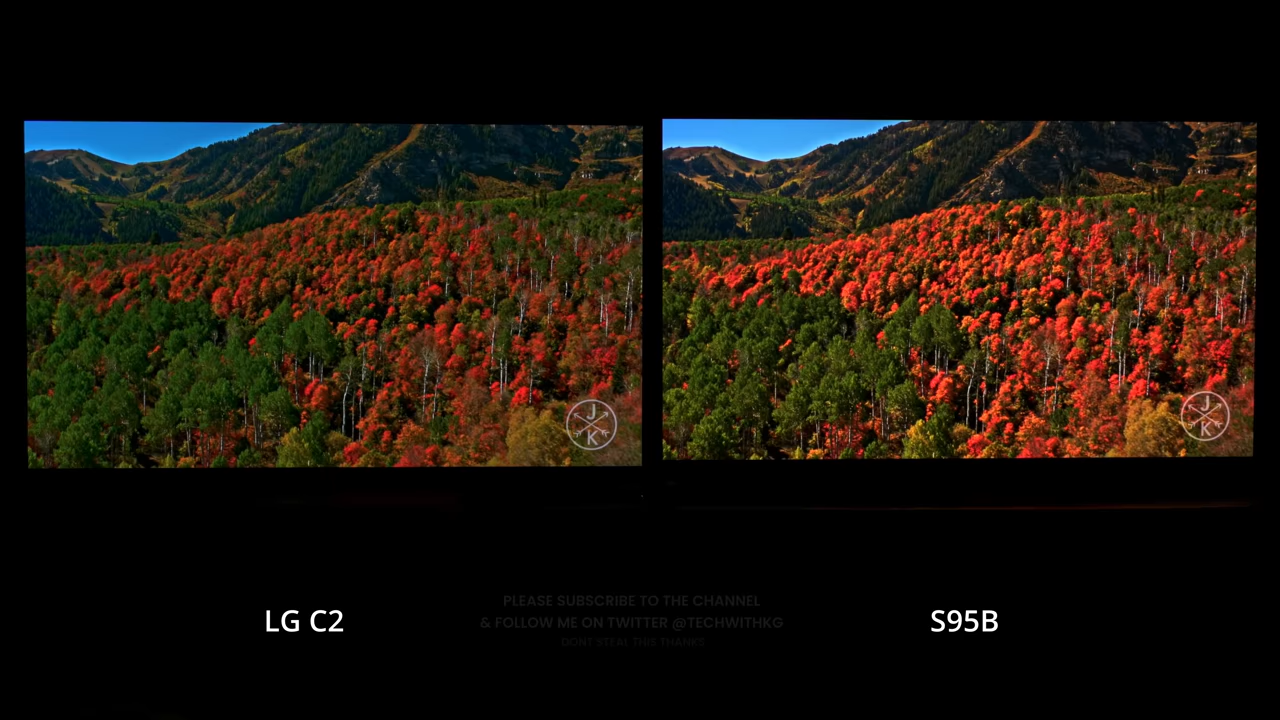 J
K
J
K
PLEASE SUBSCRIBE TO THE CHANNEL
& FOLLOW ME ON TWITTER @TECHWITHKG
DONT STEAL THIS THANKS
LG C2
S95B